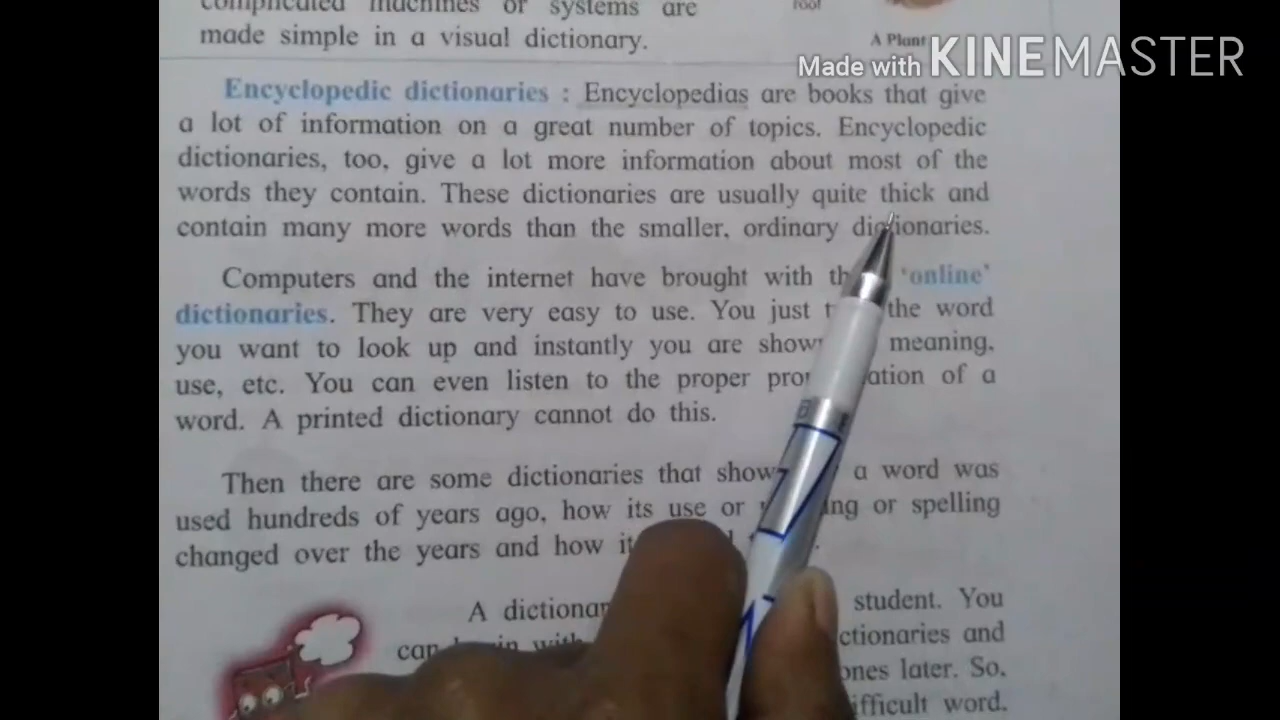 complicated machines or systems are
root
made simple in a visual dictionary.
A Plant
Made with KINEMASTER
Encyclopedic dictionaries : Encyclopedias are books that give
a lot of information on a great number of topics. Encyclopedic
dictionaries, too, give a lot more information about most of the
words they contain. These dictionaries are usually quite thick and
contain many more words than the smaller, ordinary dictionaries.
Computers and the internet have brought with 'online'
dictionaries. They are very easy to use. You just the word
you want to look up and instantly you are meaning,
use, etc. You can even listen to the proper of a
word. A printed dictionary cannot do this.
Then there are some dictionaries that show a word was
used hundreds of years ago, how its use or or spelling
changed over the years and how
A student. You
can with and
later. So,
word.